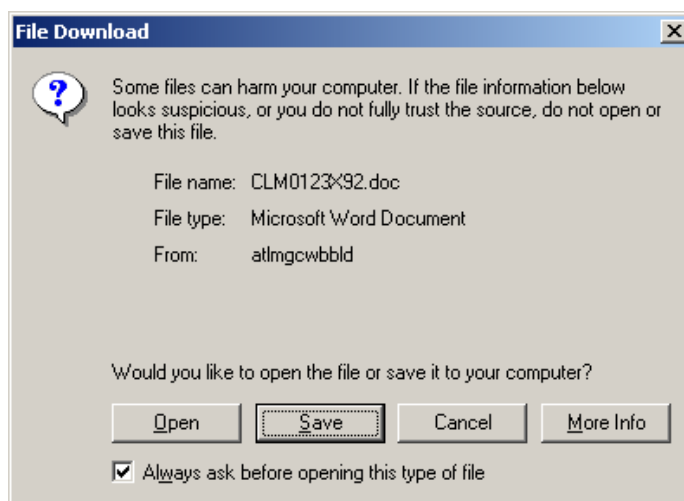 File Download
Some files can harm your computer. If the file information below
looks suspicious, or you do not fully trust the source, do not open or
save this file.
File name: CLM0123X92.doc
File type: Microsoft Word Document
From: atlmgcwbbld
Would you like to open the file or save it to your computer?
Open Save Cancel More Info
Always ask before opening this type of file